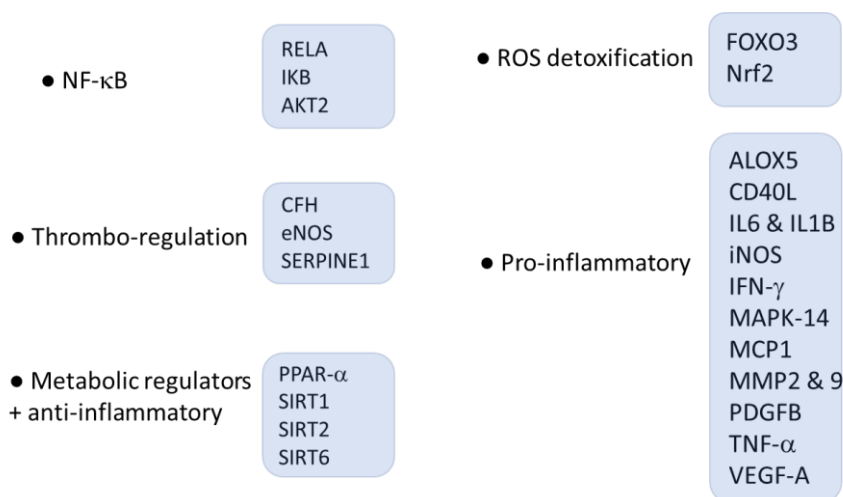 ● NF-κB
RELA
IKB
AKT2
● Thrombo-regulation
CFH
eNOS
SERPINE1
● Metabolic regulators
+ anti-inflammatory
PPAR-α
SIRT1
SIRT2
SIRT6
● ROS detoxification
FOXO3
Nrf2
● Pro-inflammatory
ALOX5
CD40L
IL6 & IL1B
iNOS
IFN-γ
MAPK-14
MCP1
MMP2 & 9
PDGFB
TNF-α
VEGF-A